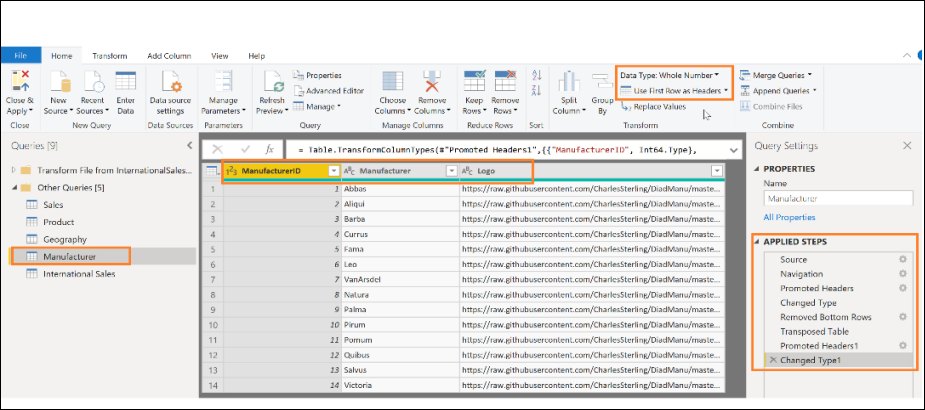 File Home Transform Add Column View Help
Close & Apply New Source Recent Sources Enter Data Data source settings Manage Parameters Refresh Preview Properties Advanced Editor Manage Choose Columns Remove Columns Keep Rows Remove Rows Split Column Group By Data Type: Whole Number Use First Row as Headers Replace Values Merge Queries Append Queries Combine Files
Close New Query Data Sources Parameters Query Manage Columns Reduce Rows Sort Transform Combine
Queries [9]
Transform File from InternationalSales...
Other Queries [5]
Sales
Product
Geography
Manufacturer
International Sales
= Table.TransformColumnTypes(#"Promoted Headers1",{{"ManufacturerID", Int64.Type},
ManufacturerID Manufacturer Logo
1 1 Abbas https://raw.githubusercontent.com/CharlesSterling/DiadManu/maste...
2 2 Aliqui https://raw.githubusercontent.com/CharlesSterling/DiadManu/maste...
3 3 Barba https://raw.githubusercontent.com/CharlesSterling/DiadManu/maste...
4 4 Currus https://raw.githubusercontent.com/CharlesSterling/DiadManu/maste...
5 5 Fama https://raw.githubusercontent.com/CharlesSterling/DiadManu/maste...
6 6 Leo https://raw.githubusercontent.com/CharlesSterling/DiadManu/maste...
7 7 VanArsdel https://raw.githubusercontent.com/CharlesSterling/DiadManu/maste...
8 8 Natura https://raw.githubusercontent.com/CharlesSterling/DiadManu/maste...
9 9 Palma https://raw.githubusercontent.com/CharlesSterling/DiadManu/maste...
10 10 Pirum https://raw.githubusercontent.com/CharlesSterling/DiadManu/maste...
11 11 Pomum https://raw.githubusercontent.com/CharlesSterling/DiadManu/maste...
12 12 Quibus https://raw.githubusercontent.com/CharlesSterling/DiadManu/maste...
13 13 Salvus https://raw.githubusercontent.com/CharlesSterling/DiadManu/maste...
14 14 Victoria https://raw.githubusercontent.com/CharlesSterling/DiadManu/maste...
Query Settings
PROPERTIES
Name
Manufacturer
All Properties
APPLIED STEPS
Source
Navigation
Promoted Headers
Changed Type
Removed Bottom Rows
Transposed Table
Promoted Headers1
Changed Type1